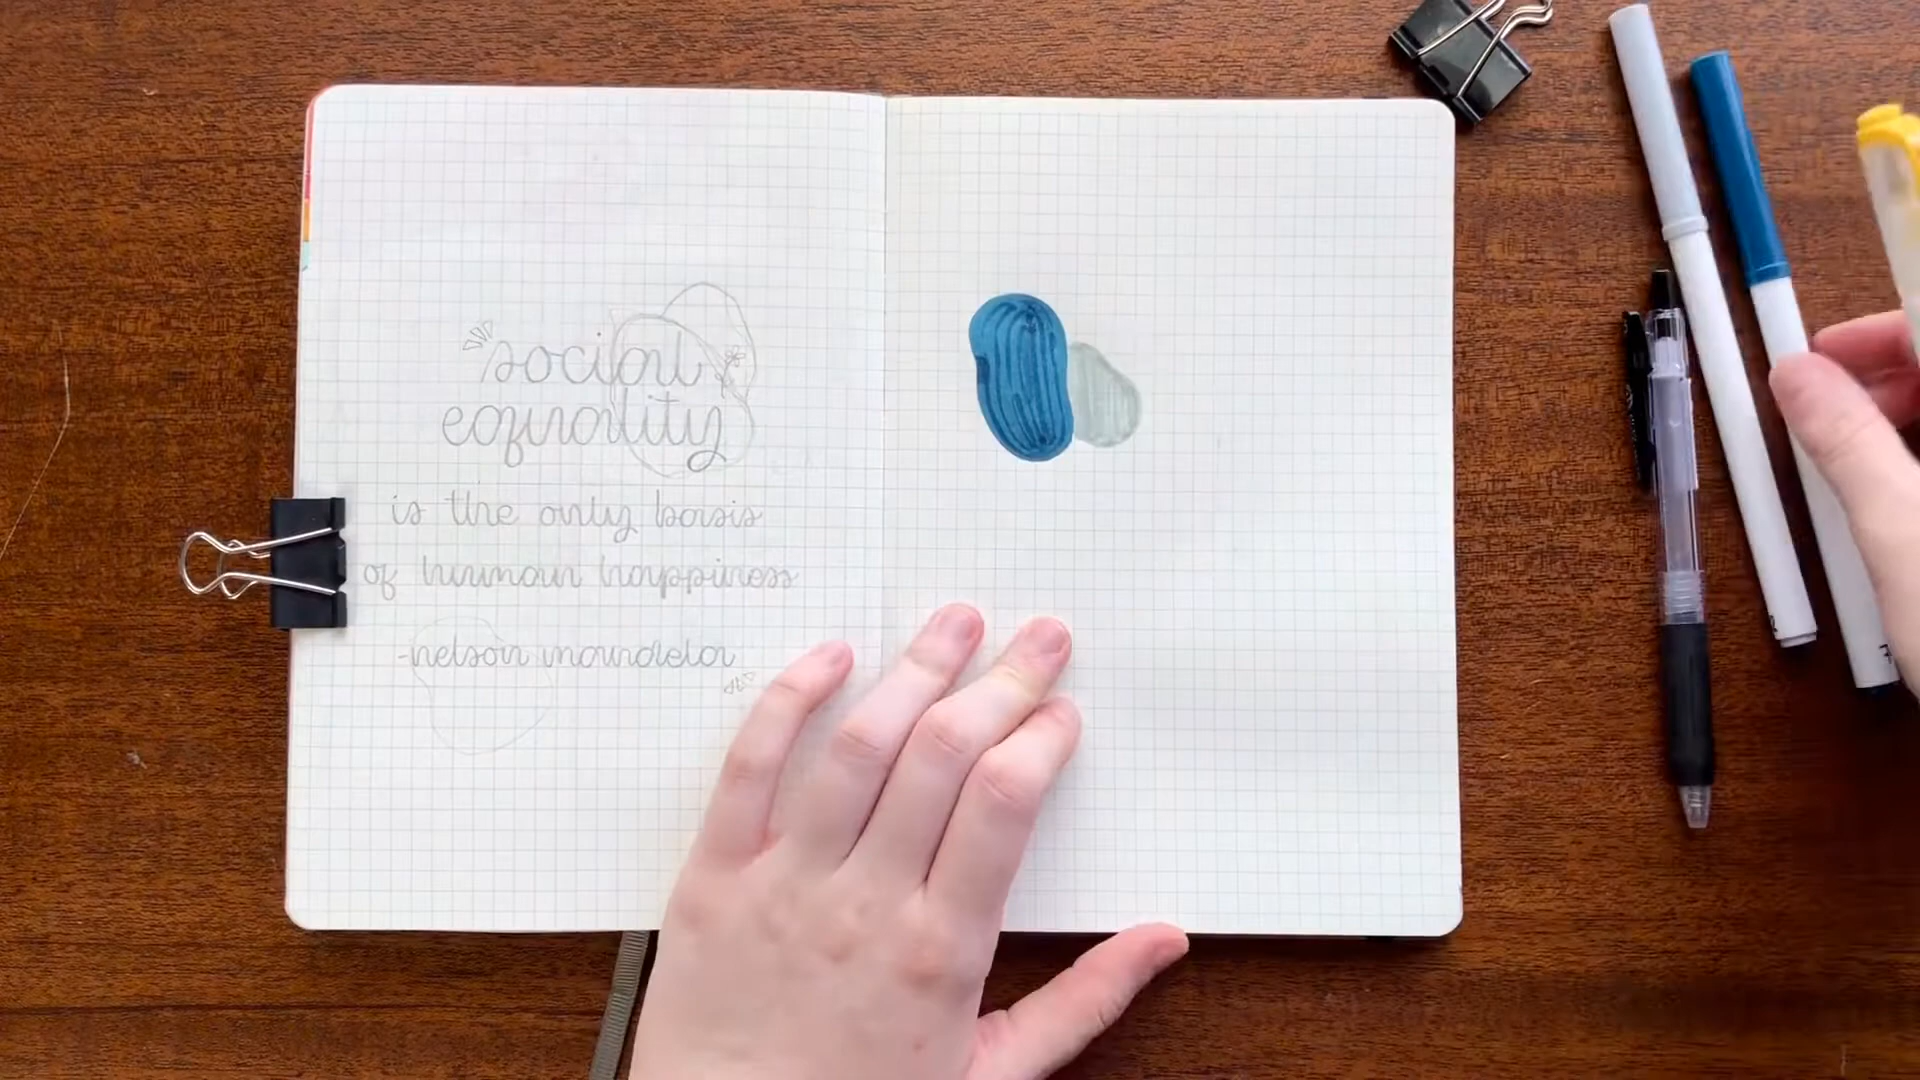 "social
equality
is the only basis
of human happiness
-nelson mandela"